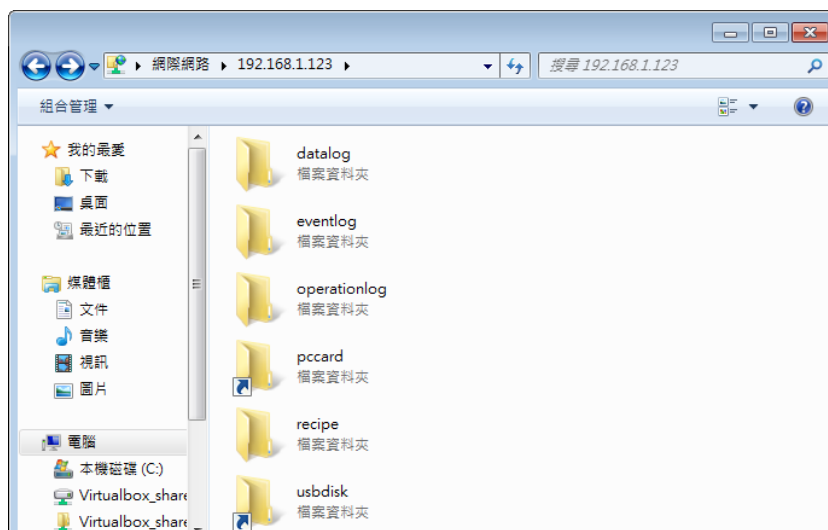 網際網路 192.168.1.123
搜尋 192.168.1.123
組合管理
我的最愛
下載
桌面
最近的位置
媒體櫃
文件
音樂
視訊
圖片
電腦
本機磁碟 (C:)
Virtualbox_share
Virtualbox_share
datalog
檔案資料夾
eventlog
檔案資料夾
operationlog
檔案資料夾
pccard
檔案資料夾
recipe
檔案資料夾
usbdisk
檔案資料夾